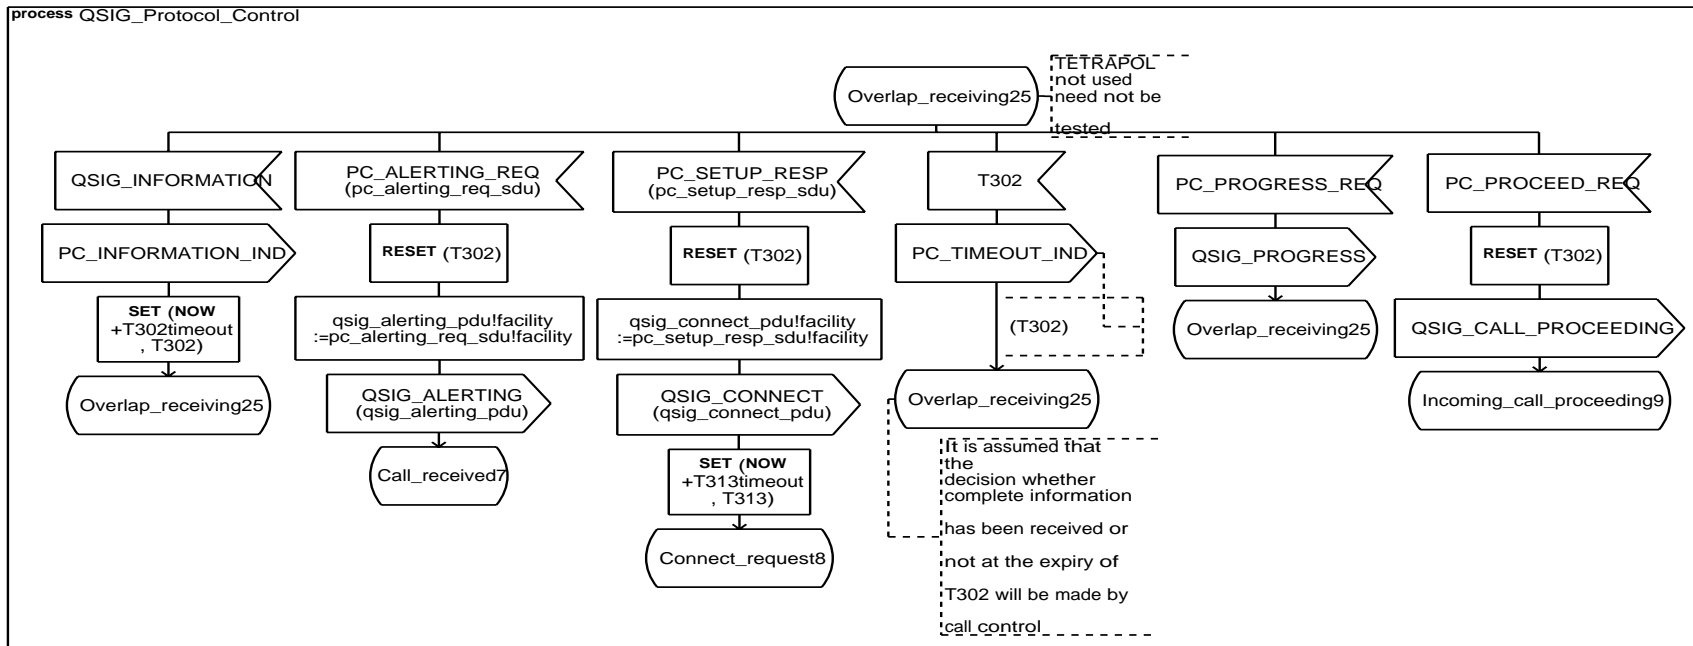 process QSIG_Protocol_Control
Overlap_receiving25
TETRAPOL
not used
need not be
tested
QSIG_INFORMATION
PC_INFORMATION_IND
SET (NOW
+T302timeout
, T302)
Overlap_receiving25
PC_ALERTING_REQ
(pc_alerting_req_sdu)
RESET (T302)
qsig_alerting_pdu!facility
:=pc_alerting_req_sdu!facility
QSIG_ALERTING
(qsig_alerting_pdu)
Call_received7
PC_SETUP_RESP
(pc_setup_resp_sdu)
RESET (T302)
qsig_connect_pdu!facility
:=pc_setup_resp_sdu!facility
QSIG_CONNECT
(qsig_connect_pdu)
SET (NOW
+T313timeout
, T313)
Connect_request8
T302
PC_TIMEOUT_IND
(T302)
Overlap_receiving25
It is assumed that
the
decision whether
complete information
has been received or
not at the expiry of
T302 will be made by
call control
PC_PROGRESS_REQ
QSIG_PROGRESS
Overlap_receiving25
PC_PROCEED_REQ
RESET (T302)
QSIG_CALL_PROCEEDING
Incoming_call_proceeding9